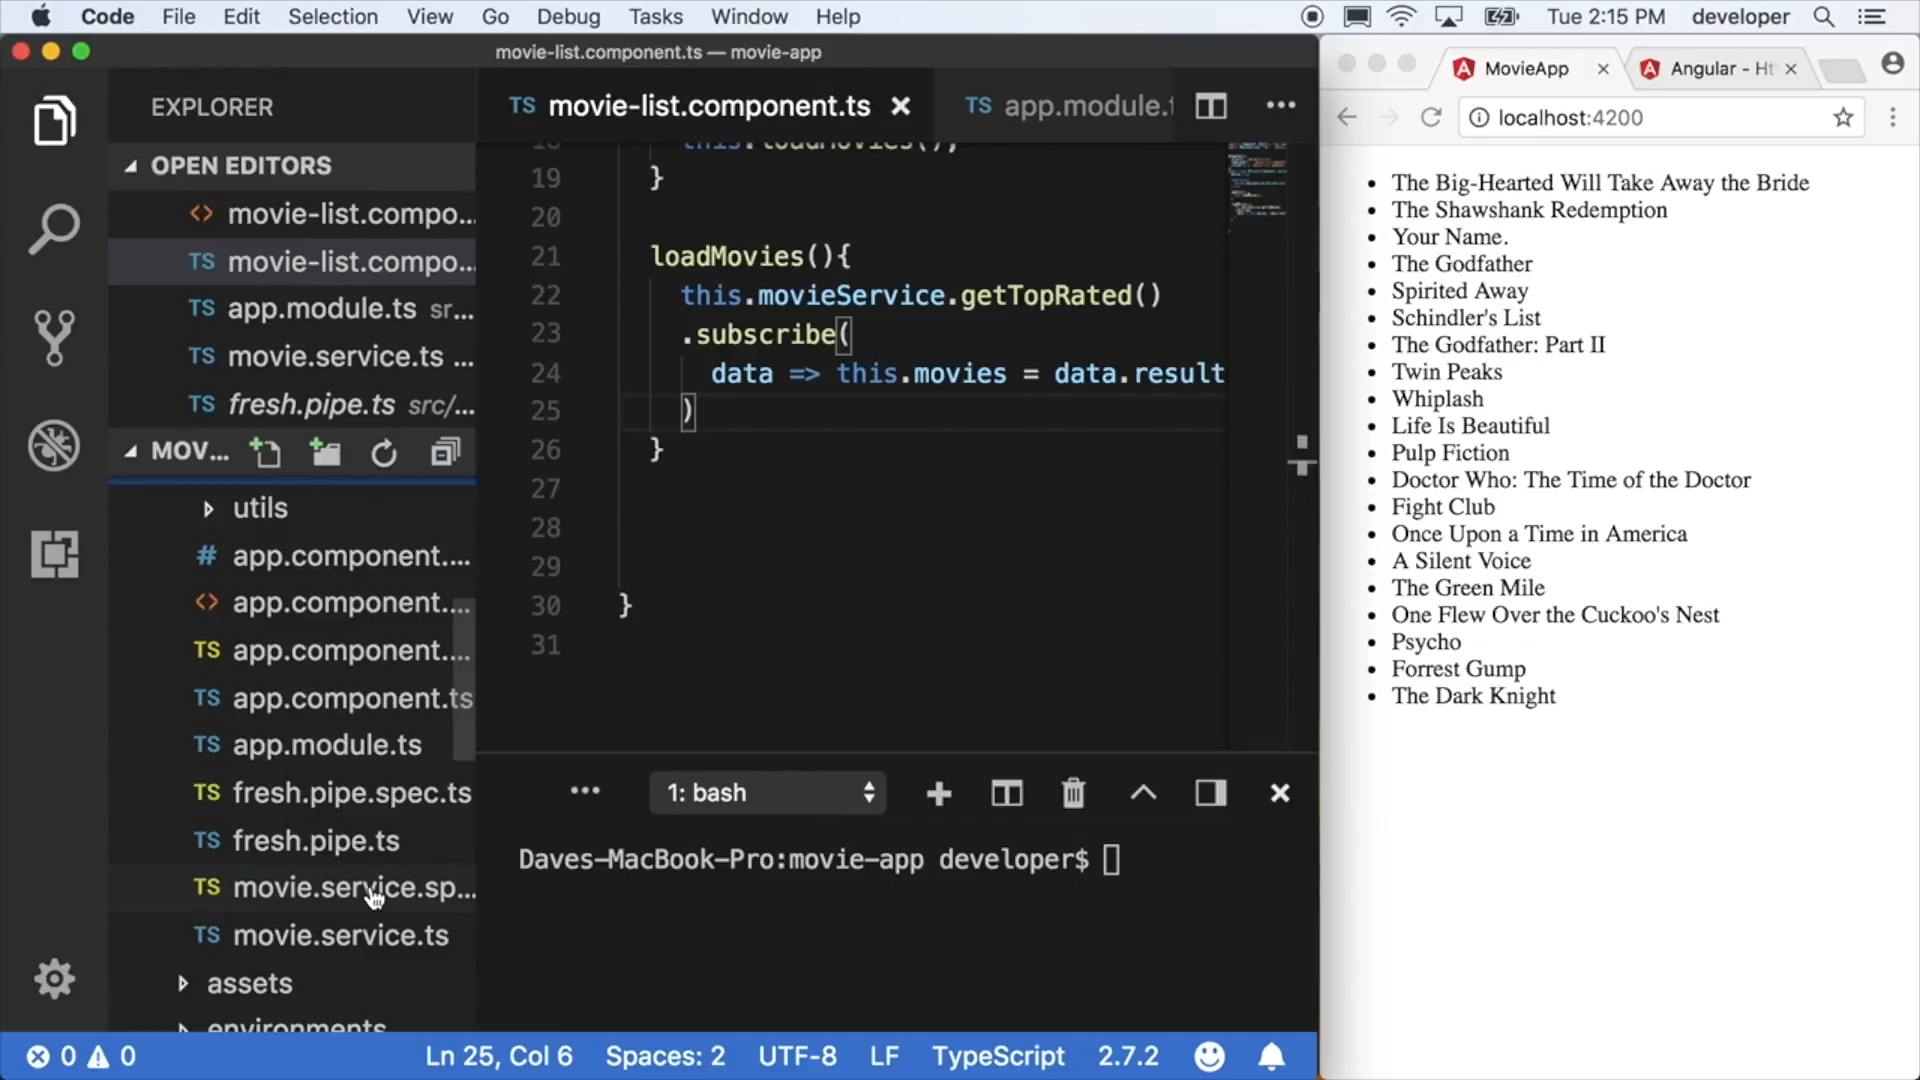 Code File Edit Selection View Go Debug Tasks Window Help Tue 2:15 PM developer
movie-list.component.ts — movie-app
EXPLORER
OPEN EDITORS
<> movie-list.compo...
TS movie-list.compo...
TS app.module.ts sr...
TS movie.service.ts ...
TS fresh.pipe.ts src/...
MOV...
utils
# app.component....
<> app.component....
TS app.component....
TS app.component.ts
TS app.module.ts
TS fresh.pipe.spec.ts
TS fresh.pipe.ts
TS movie.service.sp...
TS movie.service.ts
assets
environments
TS movie-list.component.ts
TS app.module.t
18 this.loadMovies();
19 }
20
21 loadMovies(){
22 this.movieService.getTopRated()
23 .subscribe(
24 data => this.movies = data.result
25 )
26 }
27
28
29
30 }
31
1: bash
Daves-MacBook-Pro:movie-app developer$
0 0 Ln 25, Col 6 Spaces: 2 UTF-8 LF TypeScript 2.7.2
MovieApp
Angular - Ht
localhost:4200
• The Big-Hearted Will Take Away the Bride
• The Shawshank Redemption
• Your Name.
• The Godfather
• Spirited Away
• Schindler's List
• The Godfather: Part II
• Twin Peaks
• Whiplash
• Life Is Beautiful
• Pulp Fiction
• Doctor Who: The Time of the Doctor
• Fight Club
• Once Upon a Time in America
• A Silent Voice
• The Green Mile
• One Flew Over the Cuckoo's Nest
• Psycho
• Forrest Gump
• The Dark Knight